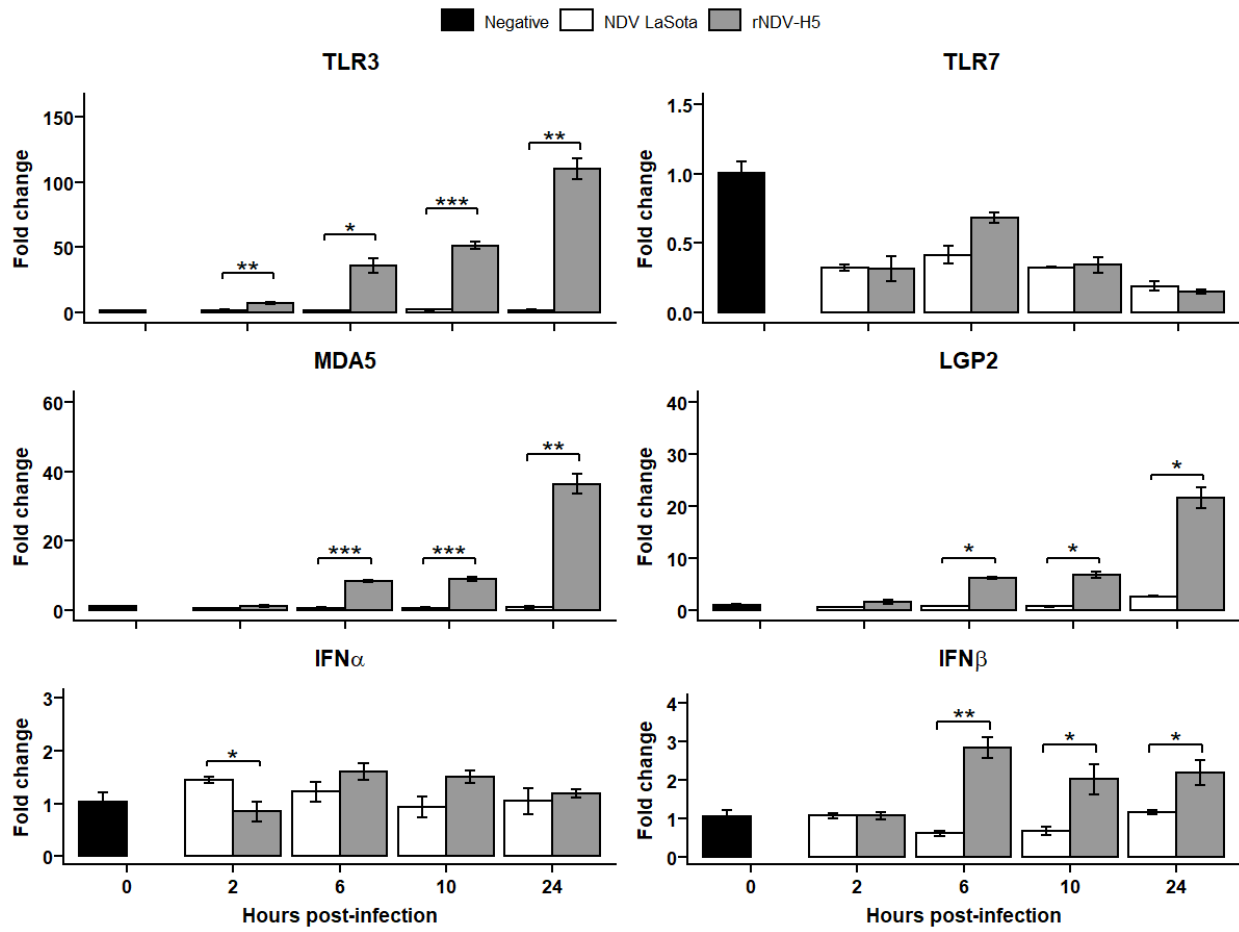 Negative NDV LaSota rNDV-H5
TLR3
Fold change
150
100
50
0
**
*
***
**
TLR7
Fold change
1.5
1.0
0.5
0.0
MDA5
Fold change
60
40
20
0
***
***
**
LGP2
Fold change
40
30
20
10
0
*
*
*
IFNα
Fold change
3
2
1
0
*
0 2 6 10 24
Hours post-infection
IFNβ
Fold change
4
3
2
1
0
**
*
*
0 2 6 10 24
Hours post-infection